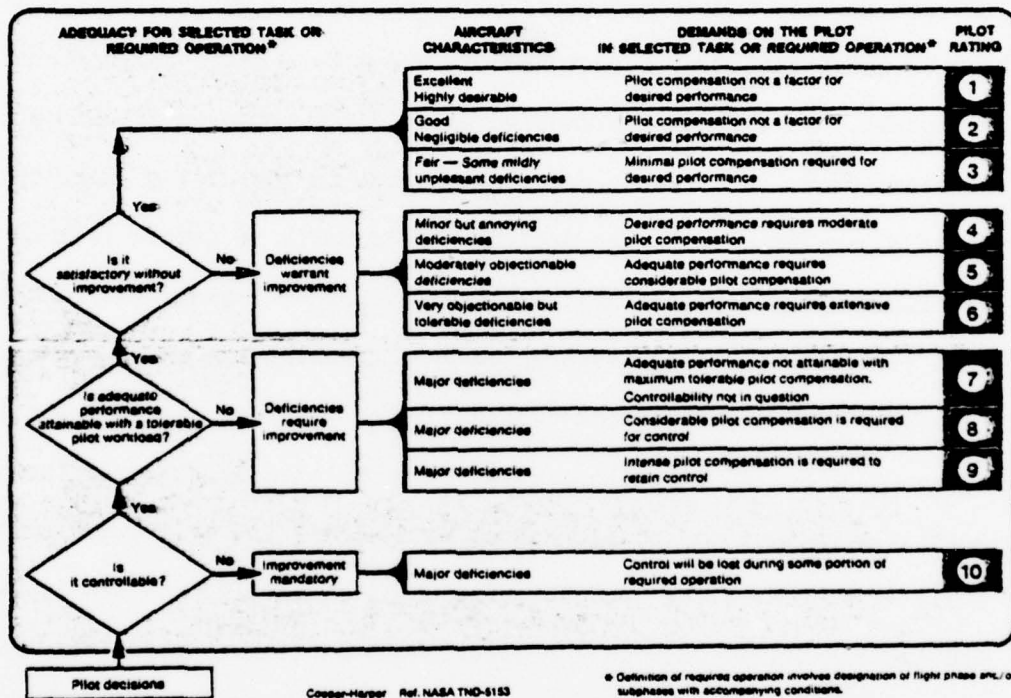 ADEQUACY FOR SELECTED TASK OR
REQUIRED OPERATION*
AIRCRAFT
CHARACTERISTICS
DEMANDS ON THE PILOT
IN SELECTED TASK OR REQUIRED OPERATION*
PILOT
RATING
Excellent
Highly desirable
Pilot compensation not a factor for
desired performance
1
Good
Negligible deficiencies
Pilot compensation not a factor for
desired performance
2
Fair — Some mildly
unpleasant deficiencies
Minimal pilot compensation required for
desired performance
3
Yes
Is it
satisfactory without
improvement?
No
Deficiencies
warrant
improvement
Minor but annoying
deficiencies
Desired performance requires moderate
pilot compensation
4
Moderately objectionable
deficiencies
Adequate performance requires
considerable pilot compensation
5
Very objectionable but
tolerable deficiencies
Adequate performance requires extensive
pilot compensation
6
Yes
Is adequate
performance
attainable with a tolerable
pilot workload?
No
Deficiencies
require
improvement
Major deficiencies
Adequate performance not attainable with
maximum tolerable pilot compensation.
Controllability not in question
7
Major deficiencies
Considerable pilot compensation is required
for control
8
Major deficiencies
Intense pilot compensation is required to
retain control
9
Yes
Is
it controllable?
No
Improvement
mandatory
Major deficiencies
Control will be lost during some portion of
required operation
10
Pilot decisions
Cooper-Harper Ref. NASA TND-5153
* Definition of required operation involves designation of flight phase and/o
subphases with accompanying conditions.